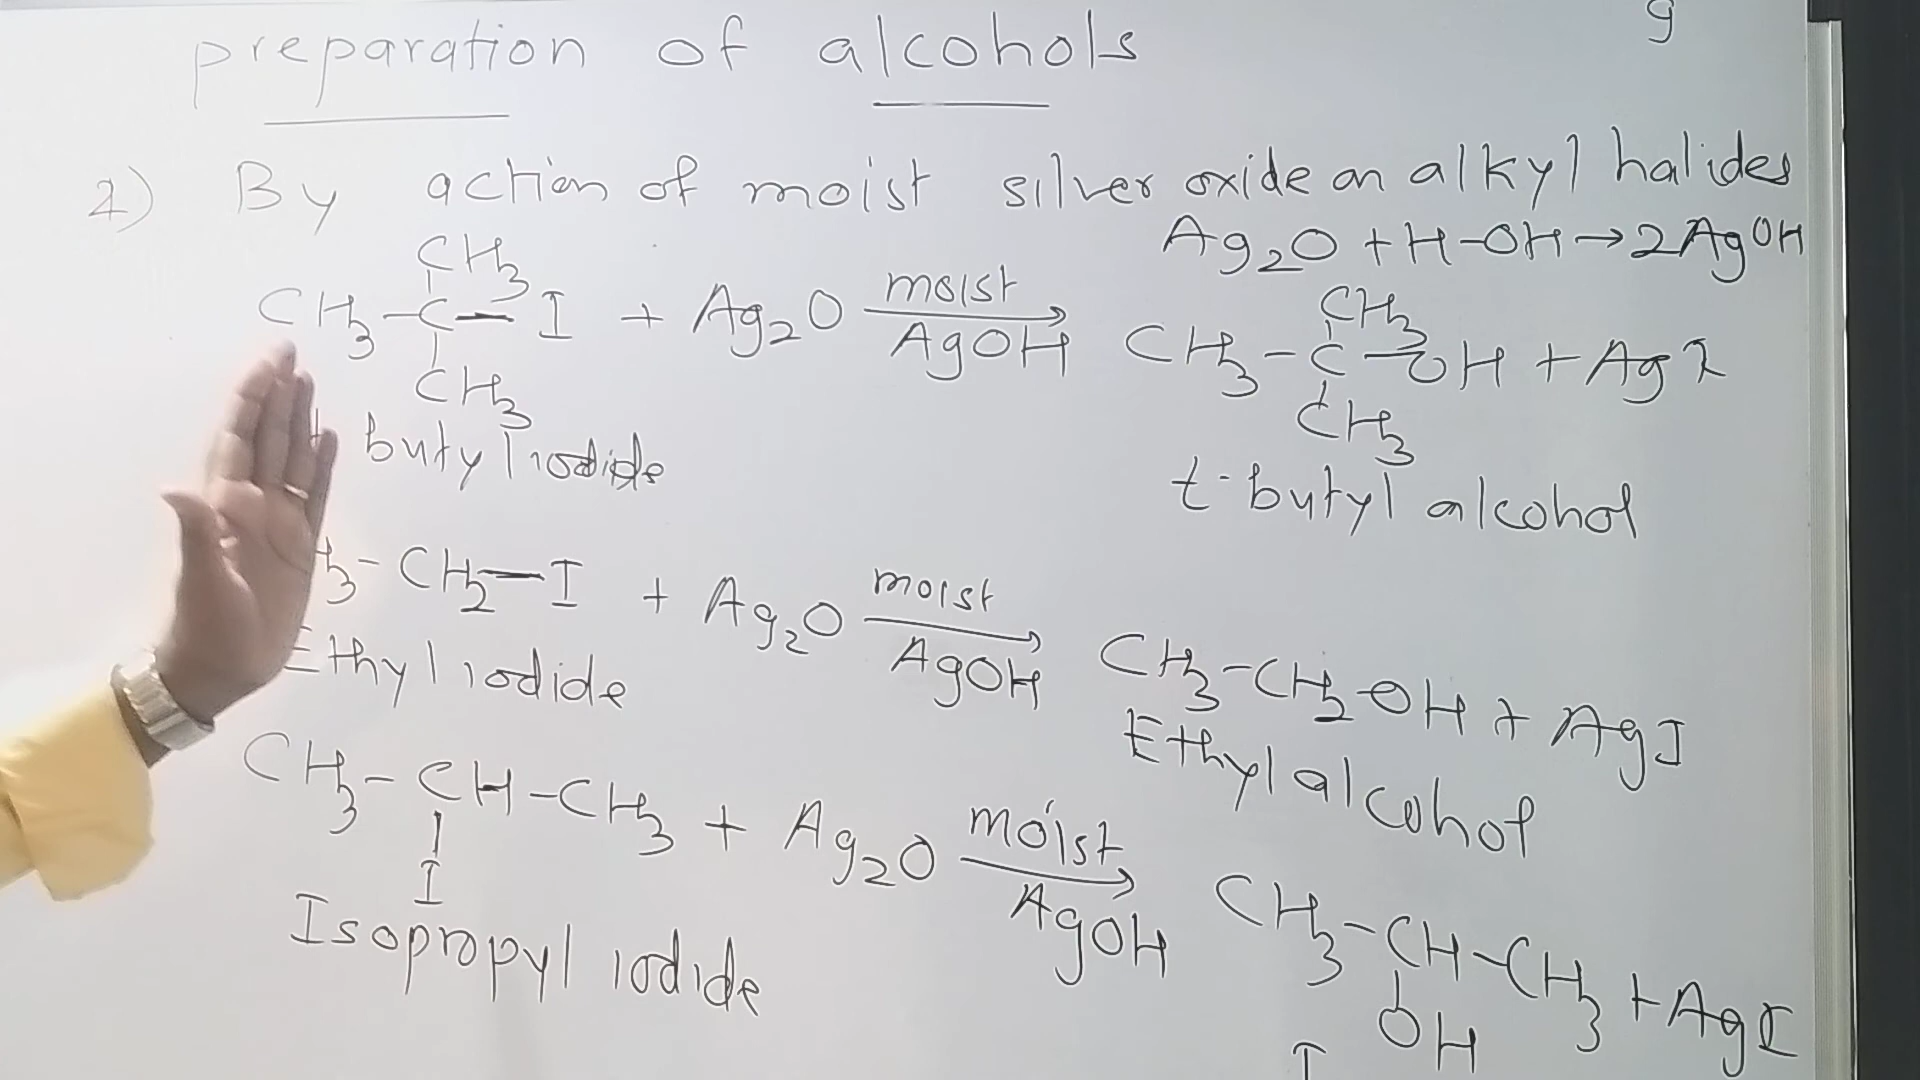 g
preparation of alcohols
2) By action of moist silver oxide on alkyl halides
Ag2O + H-OH → 2AgOH
CH3
CH3-C-I + Ag2O moist AgOH CH3-C-OH + AgI
CH3
CH3
CH3
t butyl iodide
t-butyl alcohol
3-CH2-I + Ag2O moist AgOH CH3-CH2-OH + AgI
Ethyl iodide
Ethyl alcohol
CH3-CH-CH3 + Ag2O moist AgOH CH3-CH-CH3 + AgI
I
OH
Isopropyl iodide